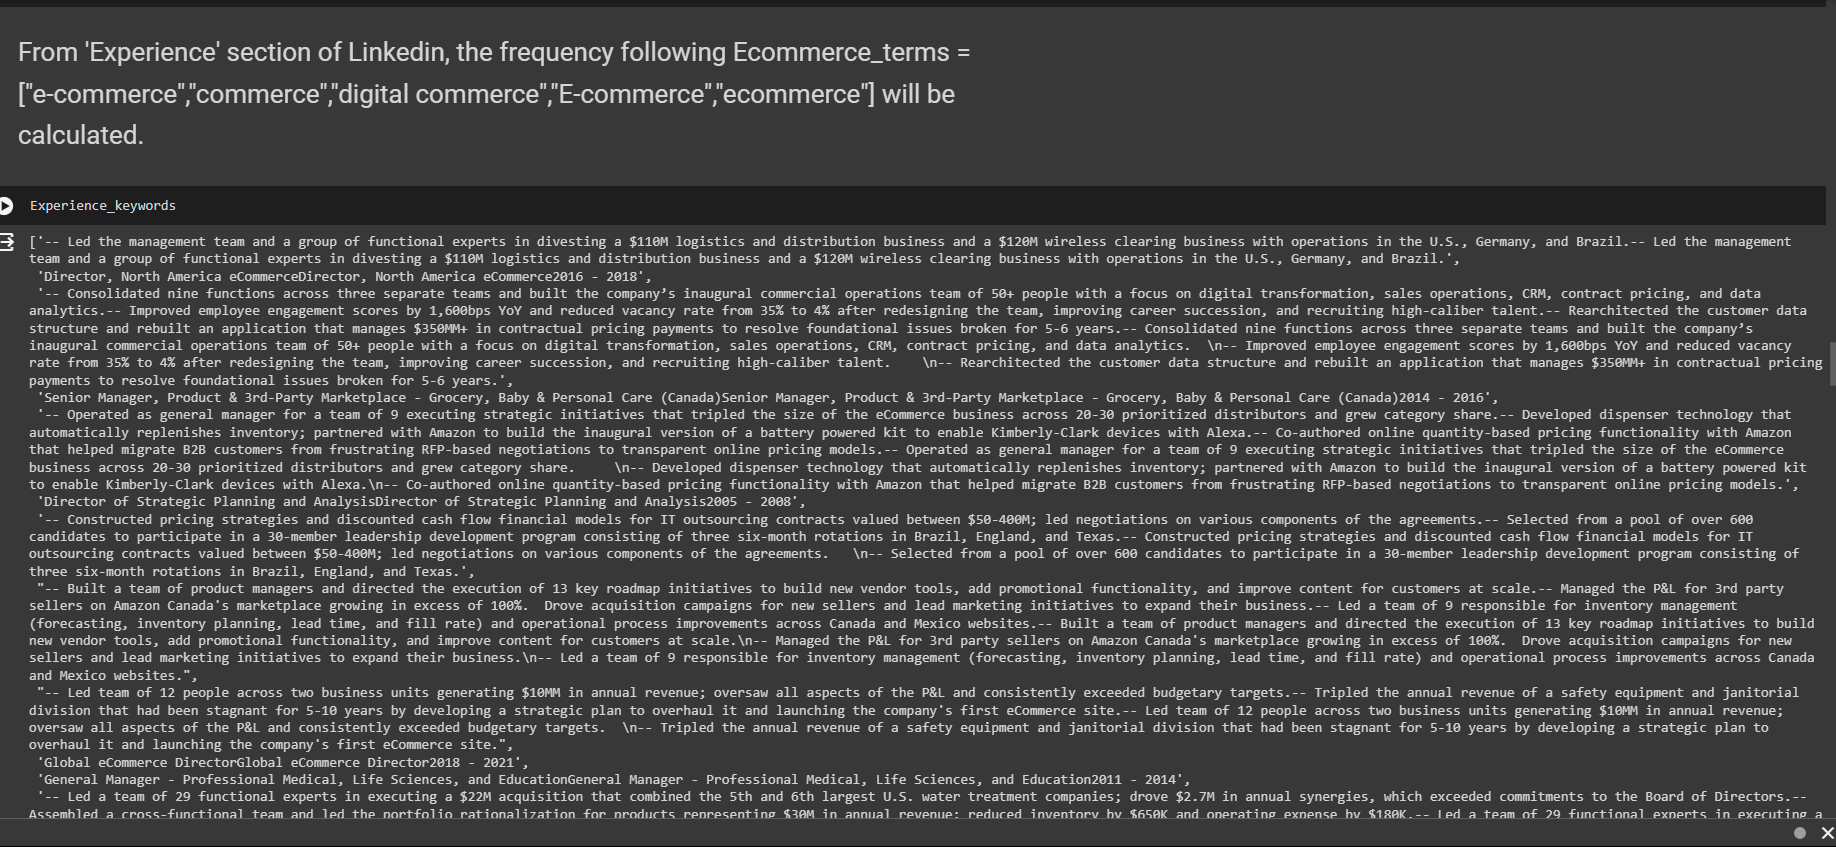 From 'Experience' section of Linkedin, the frequency following Ecommerce_terms =
["e-commerce","commerce","digital commerce","E-commerce","ecommerce"] will be
calculated.
Experience_keywords
['-- Led the management team and a group of functional experts in divesting a $110M logistics and distribution business and a $120M wireless clearing business with operations in the U.S., Germany, and Brazil.-- Led the management
team and a group of functional experts in divesting a $110M logistics and distribution business and a $120M wireless clearing business with operations in the U.S., Germany, and Brazil.',
'Director, North America eCommerceDirector, North America eCommerce2016 - 2018',
'-- Consolidated nine functions across three separate teams and built the company’s inaugural commercial operations team of 50+ people with a focus on digital transformation, sales operations, CRM, contract pricing, and data
analytics.-- Improved employee engagement scores by 1,600bps YoY and reduced vacancy rate from 35% to 4% after redesigning the team, improving career succession, and recruiting high-caliber talent.-- Rearchitected the customer data
structure and rebuilt an application that manages $350MM+ in contractual pricing payments to resolve foundational issues broken for 5-6 years.-- Consolidated nine functions across three separate teams and built the company’s
inaugural commercial operations team of 50+ people with a focus on digital transformation, sales operations, CRM, contract pricing, and data analytics.  \n-- Improved employee engagement scores by 1,600bps YoY and reduced vacancy
rate from 35% to 4% after redesigning the team, improving career succession, and recruiting high-caliber talent.    \n-- Rearchitected the customer data structure and rebuilt an application that manages $350MM+ in contractual pricing
payments to resolve foundational issues broken for 5-6 years.',
'Senior Manager, Product & 3rd-Party Marketplace - Grocery, Baby & Personal Care (Canada)Senior Manager, Product & 3rd-Party Marketplace - Grocery, Baby & Personal Care (Canada)2014 - 2016',
'-- Operated as general manager for a team of 9 executing strategic initiatives that tripled the size of the eCommerce business across 20-30 prioritized distributors and grew category share.-- Developed dispenser technology that
automatically replenishes inventory; partnered with Amazon to build the inaugural version of a battery powered kit to enable Kimberly-Clark devices with Alexa.-- Co-authored online quantity-based pricing functionality with Amazon
that helped migrate B2B customers from frustrating RFP-based negotiations to transparent online pricing models.-- Operated as general manager for a team of 9 executing strategic initiatives that tripled the size of the eCommerce
business across 20-30 prioritized distributors and grew category share.     \n-- Developed dispenser technology that automatically replenishes inventory; partnered with Amazon to build the inaugural version of a battery powered kit
to enable Kimberly-Clark devices with Alexa.\n-- Co-authored online quantity-based pricing functionality with Amazon that helped migrate B2B customers from frustrating RFP-based negotiations to transparent online pricing models.',
'Director of Strategic Planning and AnalysisDirector of Strategic Planning and Analysis2005 - 2008',
'-- Constructed pricing strategies and discounted cash flow financial models for IT outsourcing contracts valued between $50-400M; led negotiations on various components of the agreements.-- Selected from a pool of over 600
candidates to participate in a 30-member leadership development program consisting of three six-month rotations in Brazil, England, and Texas.-- Constructed pricing strategies and discounted cash flow financial models for IT
outsourcing contracts valued between $50-400M; led negotiations on various components of the agreements.   \n-- Selected from a pool of over 600 candidates to participate in a 30-member leadership development program consisting of
three six-month rotations in Brazil, England, and Texas.',
"-- Built a team of product managers and directed the execution of 13 key roadmap initiatives to build new vendor tools, add promotional functionality, and improve content for customers at scale.-- Managed the P&L for 3rd party
sellers on Amazon Canada's marketplace growing in excess of 100%.  Drove acquisition campaigns for new sellers and lead marketing initiatives to expand their business.-- Led a team of 9 responsible for inventory management
(forecasting, inventory planning, lead time, and fill rate) and operational process improvements across Canada and Mexico websites.-- Built a team of product managers and directed the execution of 13 key roadmap initiatives to build
new vendor tools, add promotional functionality, and improve content for customers at scale.\n-- Managed the P&L for 3rd party sellers on Amazon Canada's marketplace growing in excess of 100%.  Drove acquisition campaigns for new
sellers and lead marketing initiatives to expand their business.\n-- Led a team of 9 responsible for inventory management (forecasting, inventory planning, lead time, and fill rate) and operational process improvements across Canada
and Mexico websites.",
"-- Led team of 12 people across two business units generating $10MM in annual revenue; oversaw all aspects of the P&L and consistently exceeded budgetary targets.-- Tripled the annual revenue of a safety equipment and janitorial
division that had been stagnant for 5-10 years by developing a strategic plan to overhaul it and launching the company's first eCommerce site.-- Led team of 12 people across two business units generating $10MM in annual revenue;
oversaw all aspects of the P&L and consistently exceeded budgetary targets.  \n-- Tripled the annual revenue of a safety equipment and janitorial division that had been stagnant for 5-10 years by developing a strategic plan to
overhaul it and launching the company's first eCommerce site.",
'Global eCommerce DirectorGlobal eCommerce Director2018 - 2021',
'General Manager - Professional Medical, Life Sciences, and EducationGeneral Manager - Professional Medical, Life Sciences, and Education2011 - 2014',
'-- Led a team of 29 functional experts in executing a $22M acquisition that combined the 5th and 6th largest U.S. water treatment companies; drove $2.7M in annual synergies, which exceeded commitments to the Board of Directors.--
Assembled a cross-functional team and led the portfolio rationalization for products representing $30M in annual revenue; reduced inventory by $650K and operating expense by $180K.-- Led a team of 29 functional experts in executing a